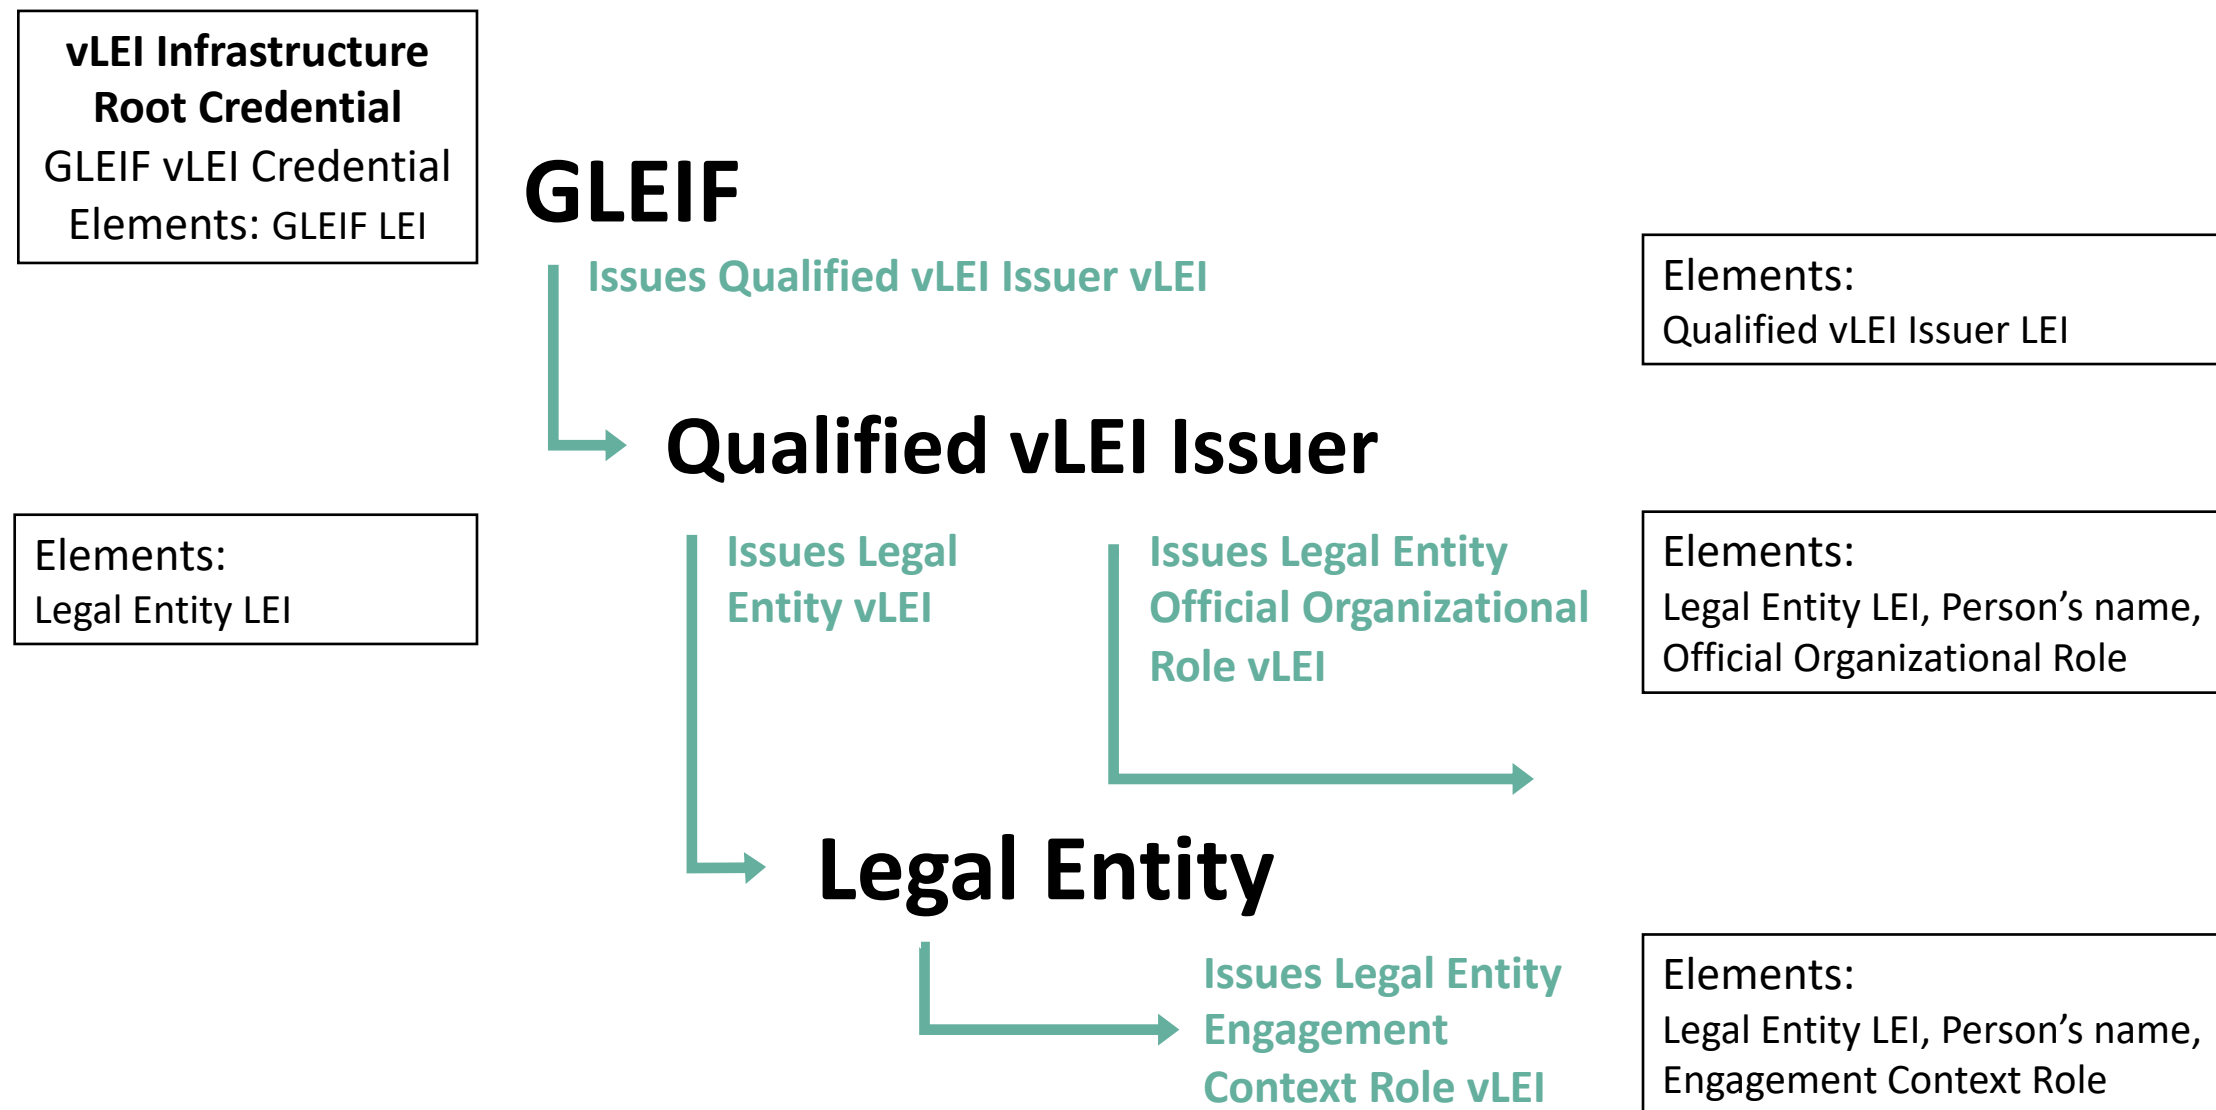 vLEI Infrastructure
Root Credential
GLEIF vLEI Credential
Elements: GLEIF LEI
GLEIF
Issues Qualified vLEI Issuer vLEI
Elements:
Qualified vLEI Issuer LEI
Qualified vLEI Issuer
Elements:
Legal Entity LEI
Issues Legal
Entity vLEI
Issues Legal Entity
Official Organizational
Role vLEI
Elements:
Legal Entity LEI, Person’s name,
Official Organizational Role
Legal Entity
Issues Legal Entity
Engagement
Context Role vLEI
Elements:
Legal Entity LEI, Person’s name,
Engagement Context Role